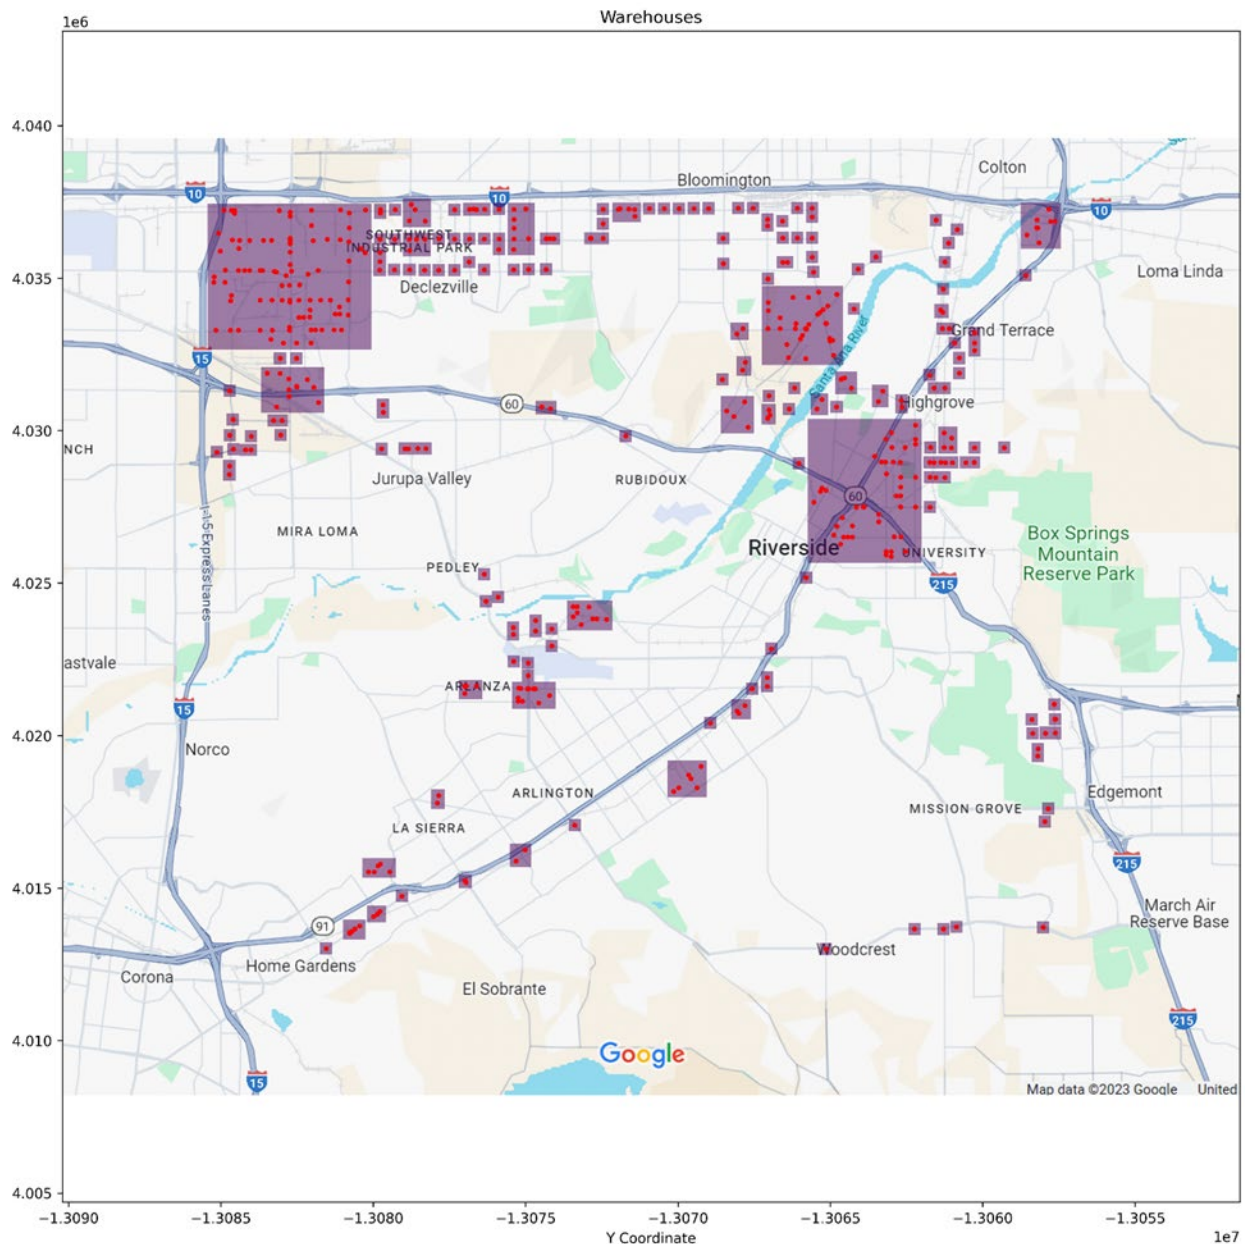 Warehouses
1e6
4.040
Colton
Bloomington
10
10
10
SOUTHWEST
INDUSTRIAL PARK
4.035
Loma Linda
Declezville
Santa Ana River
Grand Terrace
15
60
Highgrove
4.030
NCH
Jurupa Valley
RUBIDOUX
60
MIRA LOMA
Box Springs
Mountain
Reserve Park
Riverside
UNIVERSITY
PEDLEY
4.025
215
I-15 Express Lanes
astvale
ARLANZA
15
4.020
Norco
Edgemont
ARLINGTON
MISSION GROVE
LA SIERRA
215
4.015
March Air
Reserve Base
91
Woodcrest
Home Gardens
Corona
El Sobrante
4.010
215
Google
15
Map data ©2023 Google
United
4.005
−1.3090
−1.3085
−1.3080
−1.3075
−1.3070
−1.3065
−1.3060
−1.3055
1e7
Y Coordinate